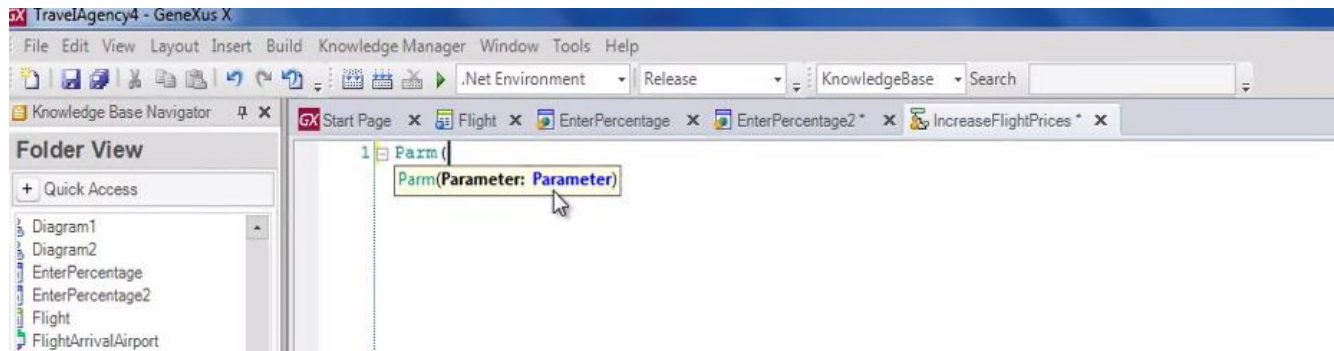 GX TravelAgency4 - GeneXus X
File Edit View Layout Insert Build Knowledge Manager Window Tools Help
.Net Environment Release KnowledgeBase Search
Knowledge Base Navigator
GX Start Page Flight EnterPercentage EnterPercentage2* IncreaseFlightPrices*
Folder View
1 Parm(
Parm(Parameter: Parameter)
+ Quick Access
Diagram1
Diagram2
EnterPercentage
EnterPercentage2
Flight
FlightArrivalAirport